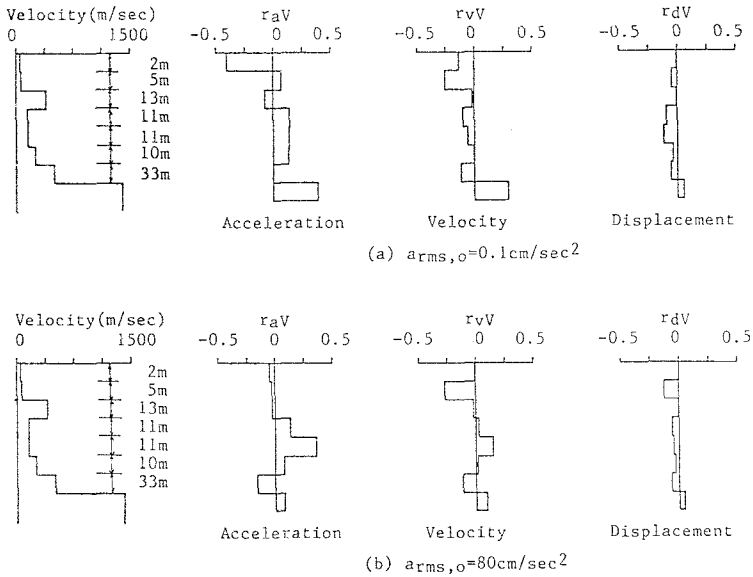 Velocity(m/sec) raV rvV rdV
0 1500 -0.5 0 0.5 -0.5 0 0.5 -0.5 0 0.5
2m
5m
13m
11m
11m
10m
33m
Acceleration Velocity Displacement
(a) arms,o=0.1cm/sec2
Velocity(m/sec) raV rvV rdV
0 1500 -0.5 0 0.5 -0.5 0 0.5 -0.5 0 0.5
2m
5m
13m
11m
11m
10m
33m
Acceleration Velocity Displacement
(b) arms,o=80cm/sec2